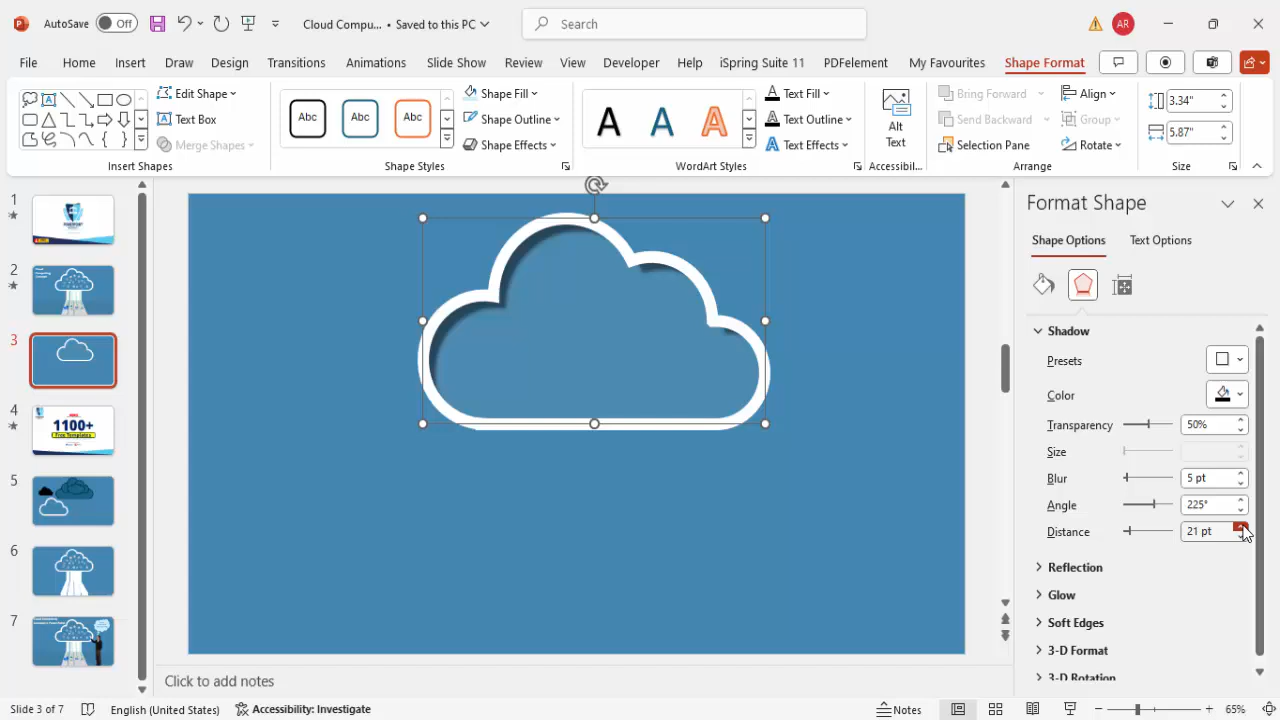 AutoSave Off Cloud Compu... • Saved to this PC Search AR
File Home Insert Draw Design Transitions Animations Slide Show Review View Developer Help iSpring Suite 11 PDFelement My Favourites Shape Format
Edit Shape
Text Box
Merge Shapes
Insert Shapes
Abc Abc Abc
Shape Fill
Shape Outline
Shape Effects
Shape Styles
A A A
Text Fill
Text Outline
Text Effects
WordArt Styles
Alt
Text
Accessibil...
Bring Forward
Send Backward
Selection Pane
Align
Group
Rotate
Arrange
3.34"
5.87"
Size
1
2
3
4
1100+
5
6
7
Format Shape
Shape Options Text Options
Shadow
Presets
Color
Transparency 50%
Size
Blur 5 pt
Angle 225°
Distance 21 pt
Reflection
Glow
Soft Edges
3-D Format
3-D Rotation
Click to add notes
Slide 3 of 7 English (United States) Accessibility: Investigate Notes 65%